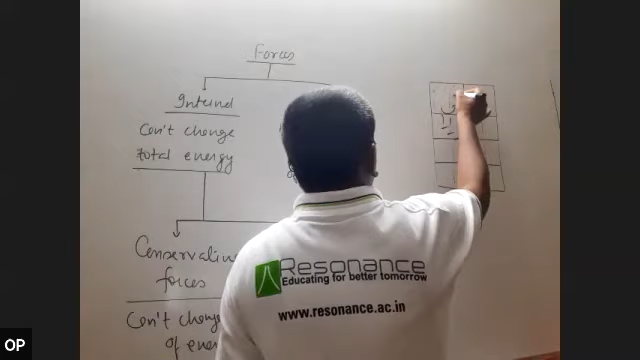 Forces
Internal
Can't change
total energy
Conservative
forces
Can't change
of energy
Resonance
Educating for better tomorrow
www.resonance.ac.in
OP